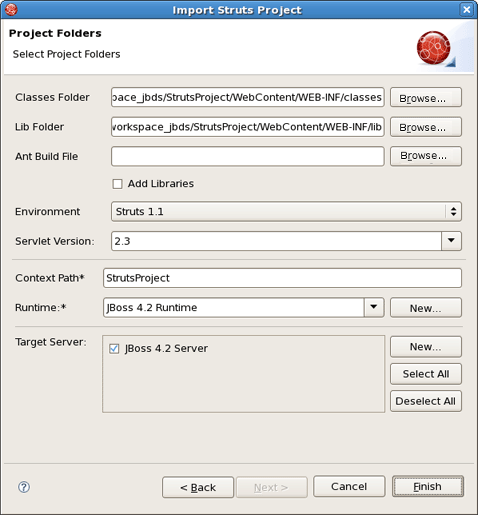 Import Struts Project
Project Folders
Select Project Folders
Classes Folder pace_jbds/StrutsProject/WebContent/WEB-INF/classes Browse...
Lib Folder workspace_jbds/StrutsProject/WebContent/WEB-INF/lib Browse...
Ant Build File Browse...
Add Libraries
Environment Struts 1.1
Servlet Version: 2.3
Context Path* StrutsProject
Runtime:* JBoss 4.2 Runtime New...
Target Server: JBoss 4.2 Server New...
Select All
Deselect All
? < Back Next > Cancel Finish